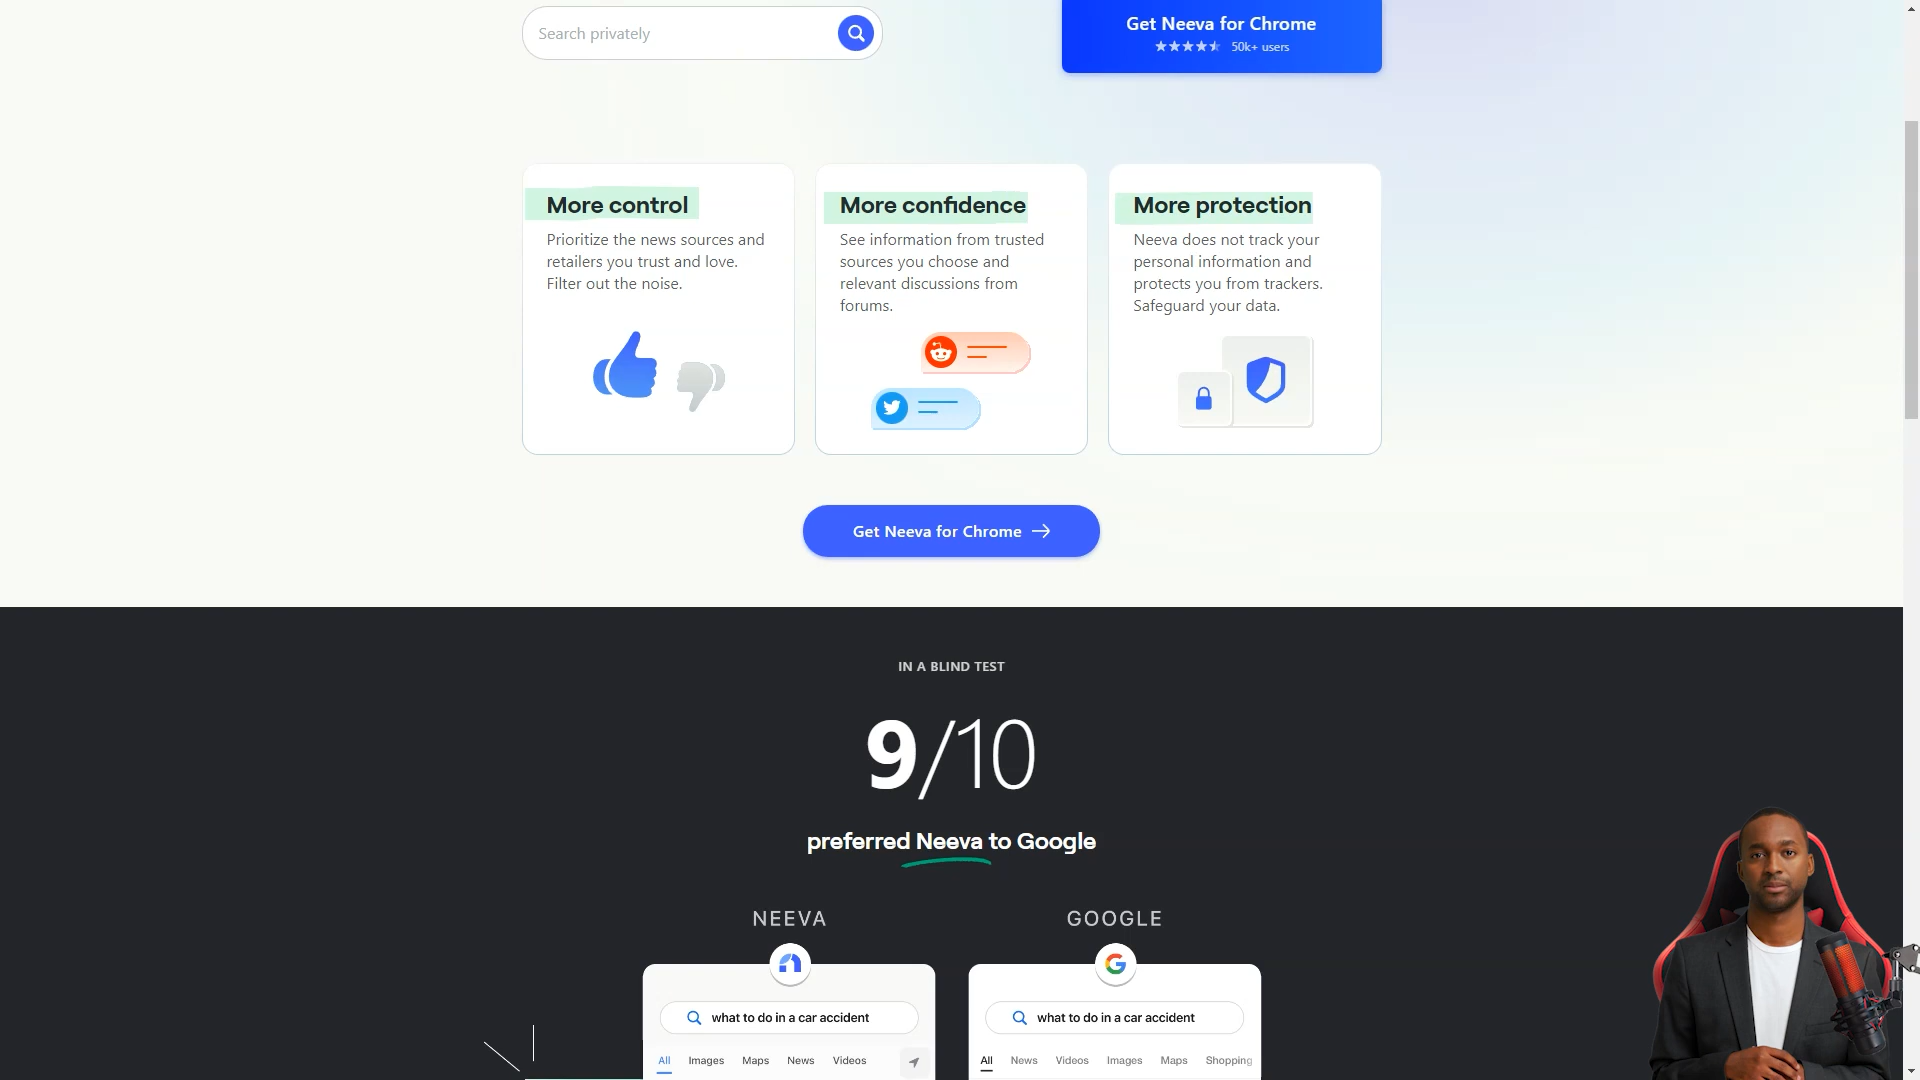 Search privately
Get Neeva for Chrome
50k+ users
More control
Prioritize the news sources and
retailers you trust and love.
Filter out the noise.
More confidence
See information from trusted
sources you choose and
relevant discussions from
forums.
More protection
Neeva does not track your
personal information and
protects you from trackers.
Safeguard your data.
Get Neeva for Chrome
IN A BLIND TEST
9/10
preferred Neeva to Google
NEEVA
what to do in a car accident
All Images Maps News Videos
GOOGLE
what to do in a car accident
All News Videos Images Maps Shopping